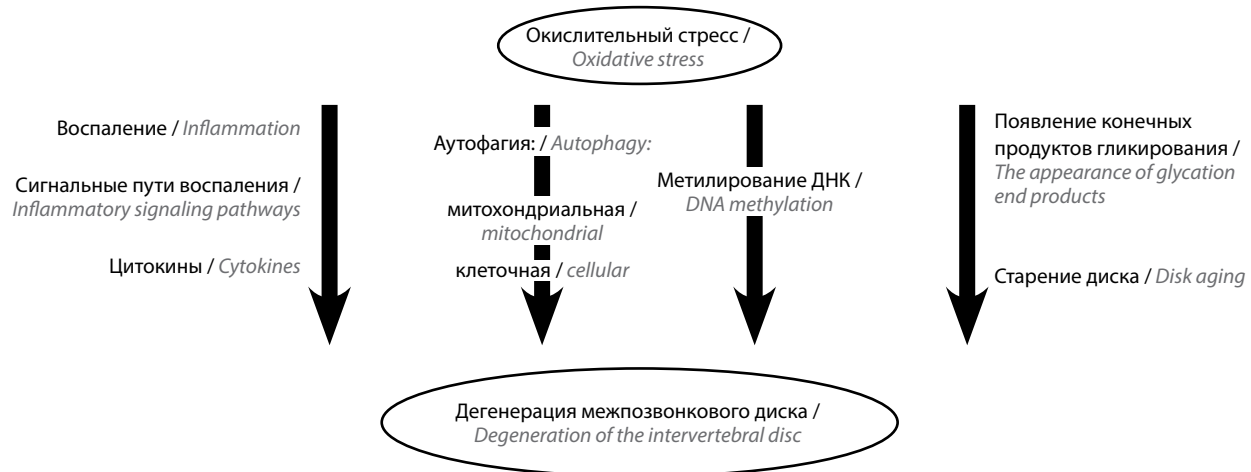 Окислительный стресс /
Oxidative stress
Воспаление / Inflammation
Сигнальные пути воспаления /
Inflammatory signaling pathways
Цитокины / Cytokines
Аутофагия: / Autophagy:
митохондриальная /
mitochondrial
клеточная / cellular
Метилирование ДНК /
DNA methylation
Появление конечных
продуктов гликирования /
The appearance of glycation
end products
Старение диска / Disk aging
Дегенерация межпозвонкового диска /
Degeneration of the intervertebral disc